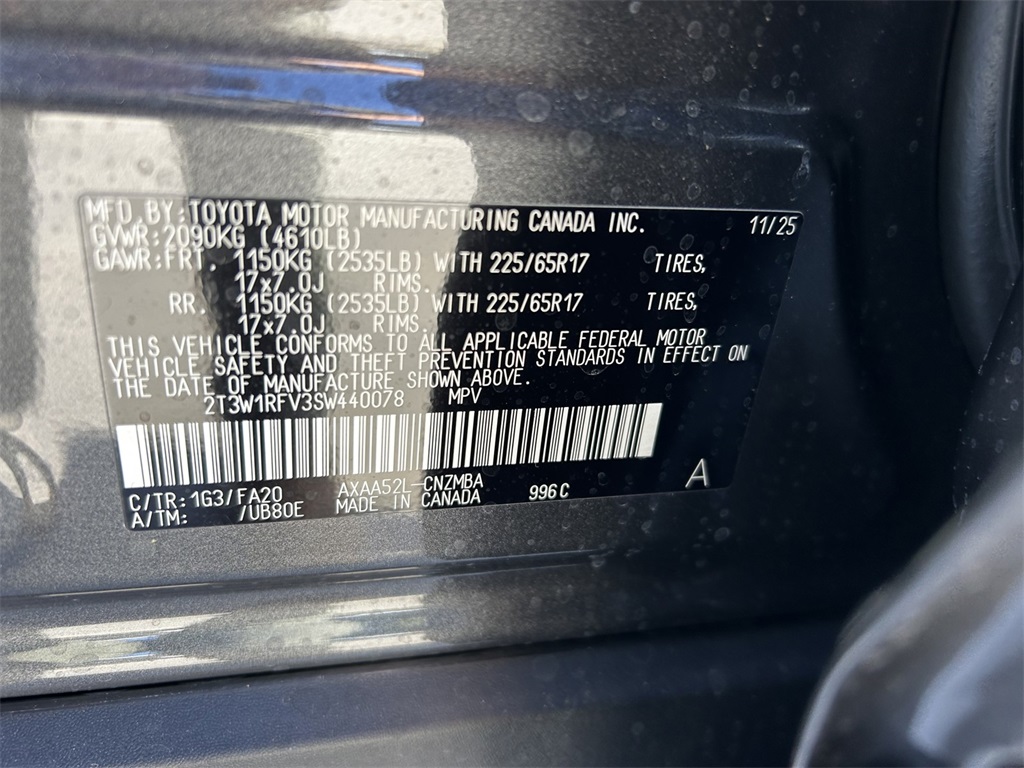 MFD.BY:TOYOTA MOTOR MANUFACTURING CANADA INC. 11/25
GVWR:2090KG (4610LB)
GAWR:FRT. 1150KG (2535LB) WITH 225/65R17 TIRES,
17x7.0J RIMS.
RR. 1150KG (2535LB) WITH 225/65R17 TIRES,
17x7.0J RIMS.
THIS VEHICLE CONFORMS TO ALL APPLICABLE FEDERAL MOTOR
VEHICLE SAFETY AND THEFT PREVENTION STANDARDS IN EFFECT ON
THE DATE OF MANUFACTURE SHOWN ABOVE.
2T3W1RFV3SW440078 MPV
C/TR:1G3/FA20 AXAA52L-CNZMBA 996C A
A/TM: /UB80E MADE IN CANADA